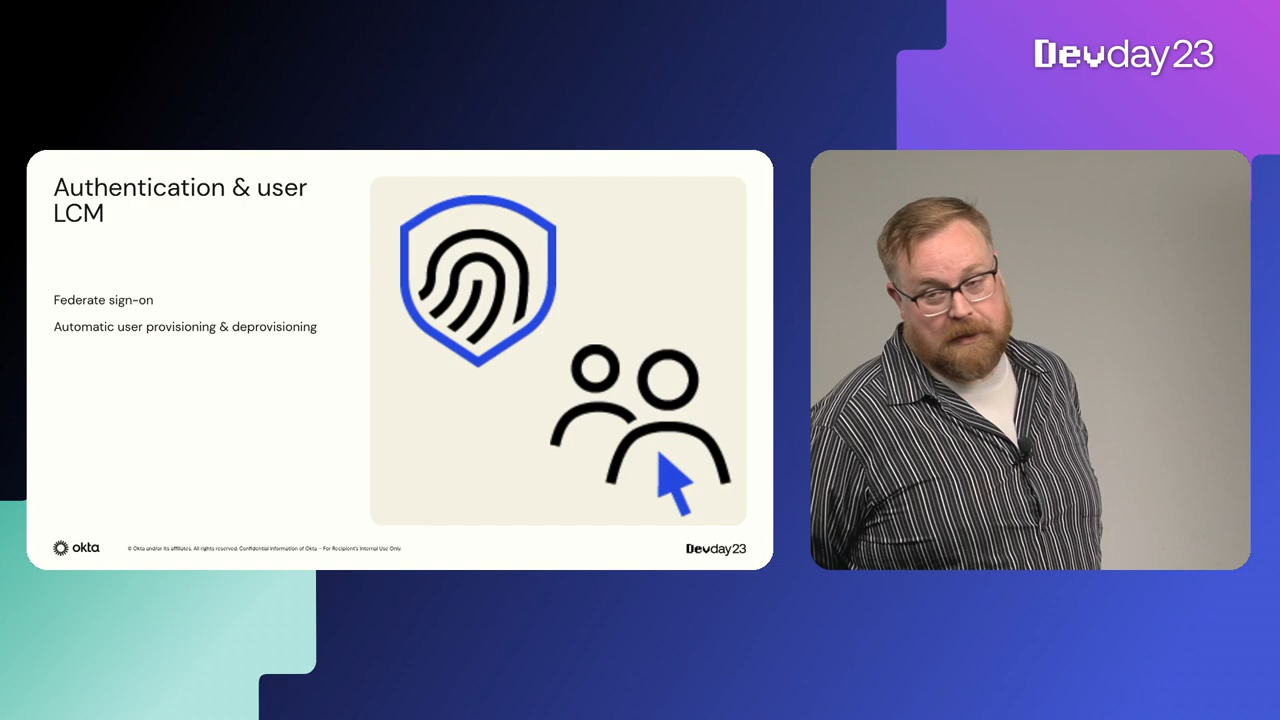 Devday23
Authentication & user
LCM
Federate sign-on
Automatic user provisioning & deprovisioning
okta
© Okta and/or its affiliates. All rights reserved. Confidential Information of Okta – For Recipient's Internal Use Only.
Devday23